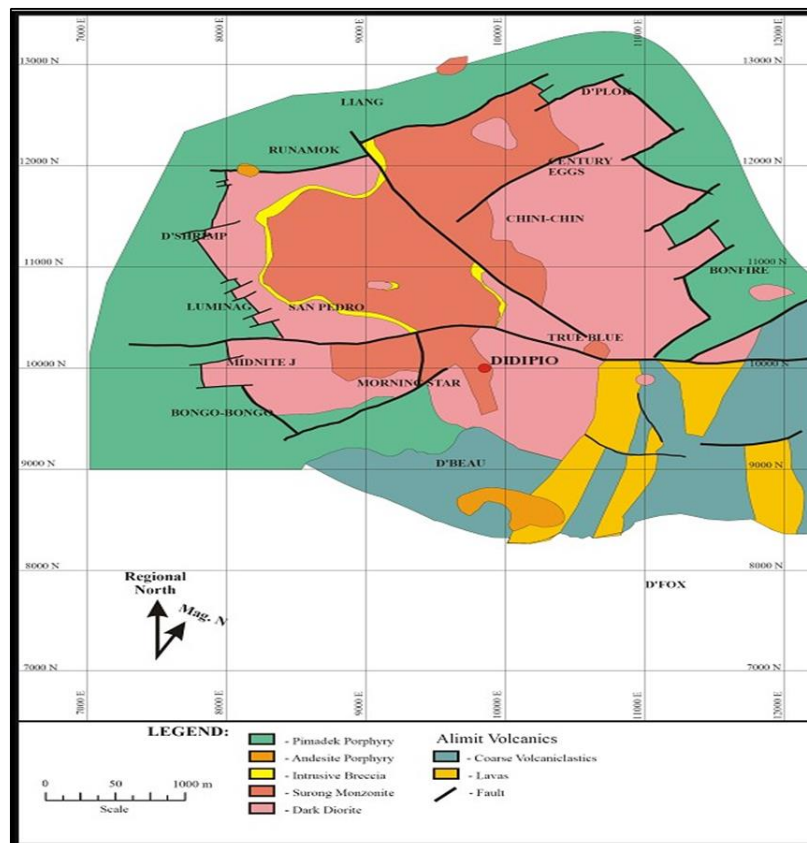 7000 E
8000 E
9000 E
10000 E
11000 E
12000 E
13000 N
13000 N
LIANG
D'PLOK
RUNAMOK
12000 N
12000 N
CENTURY
EGGS
CHINI-CHIN
D'SHRIMP
11000 N
11000 N
BONFIRE
LUMINAG
SAN PEDRO
TRUE BLUE
10000 N
10000 N
MIDNITE J
DIDIPIO
MORNING STAR
BONGO-BONGO
9000 N
9000 N
D'BEAU
8000 N
8000 N
Regional
North
Mag. N
D'FOX
7000 N
7000 N
7000 E
8000 E
9000 E
10000 E
11000 E
12000 E
LEGEND:
- Pimadek Porphyry
- Andesite Porphyry
- Intrusive Breccia
- Surong Monzonite
- Dark Diorite
Alimit Volcanics
- Coarse Volcaniclastics
- Lavas
- Fault
0 50 1000 m
Scale